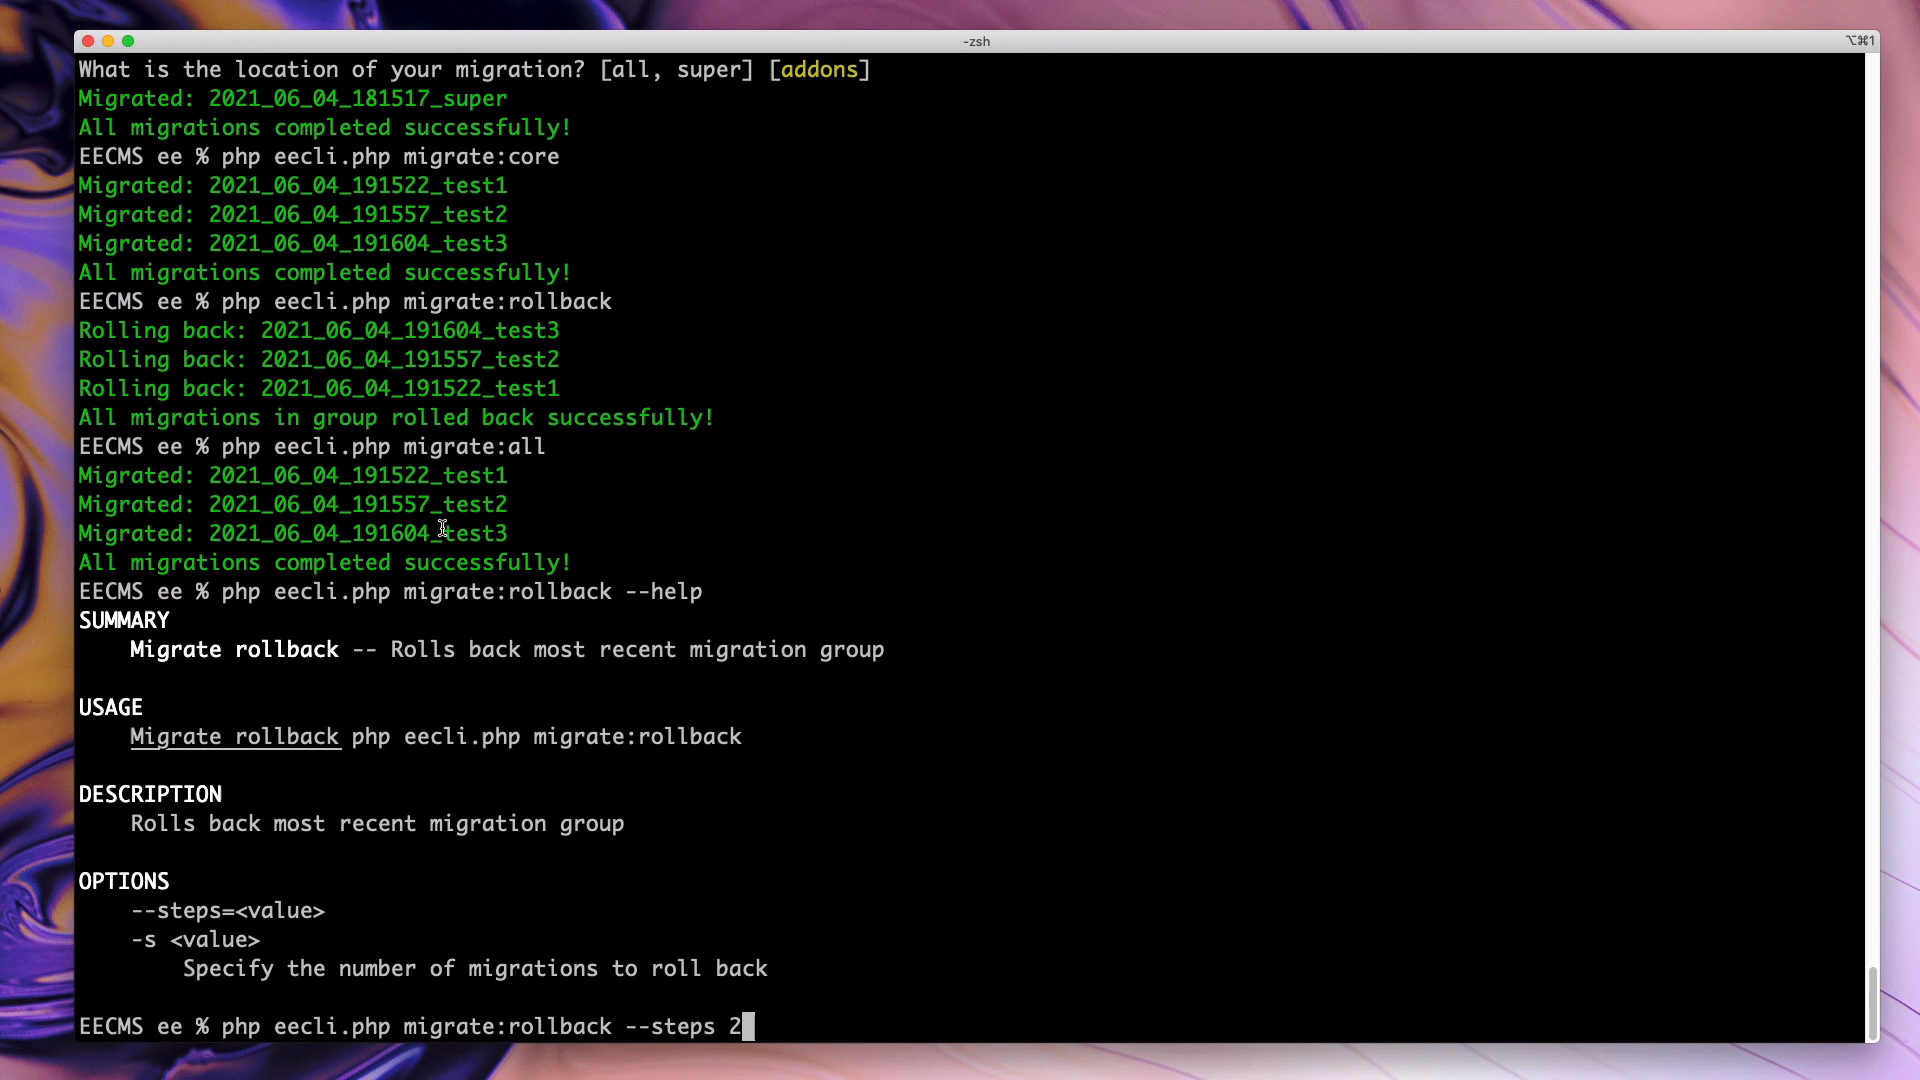 -zsh
⌥⌘1
What is the location of your migration? [all, super] [addons]
Migrated: 2021_06_04_181517_super
All migrations completed successfully!
EECMS ee % php eecli.php migrate:core
Migrated: 2021_06_04_191522_test1
Migrated: 2021_06_04_191557_test2
Migrated: 2021_06_04_191604_test3
All migrations completed successfully!
EECMS ee % php eecli.php migrate:rollback
Rolling back: 2021_06_04_191604_test3
Rolling back: 2021_06_04_191557_test2
Rolling back: 2021_06_04_191522_test1
All migrations in group rolled back successfully!
EECMS ee % php eecli.php migrate:all
Migrated: 2021_06_04_191522_test1
Migrated: 2021_06_04_191557_test2
Migrated: 2021_06_04_191604_test3
All migrations completed successfully!
EECMS ee % php eecli.php migrate:rollback --help
SUMMARY
Migrate rollback -- Rolls back most recent migration group
USAGE
Migrate rollback php eecli.php migrate:rollback
DESCRIPTION
Rolls back most recent migration group
OPTIONS
--steps=<value>
-s <value>
Specify the number of migrations to roll back
EECMS ee % php eecli.php migrate:rollback --steps 2